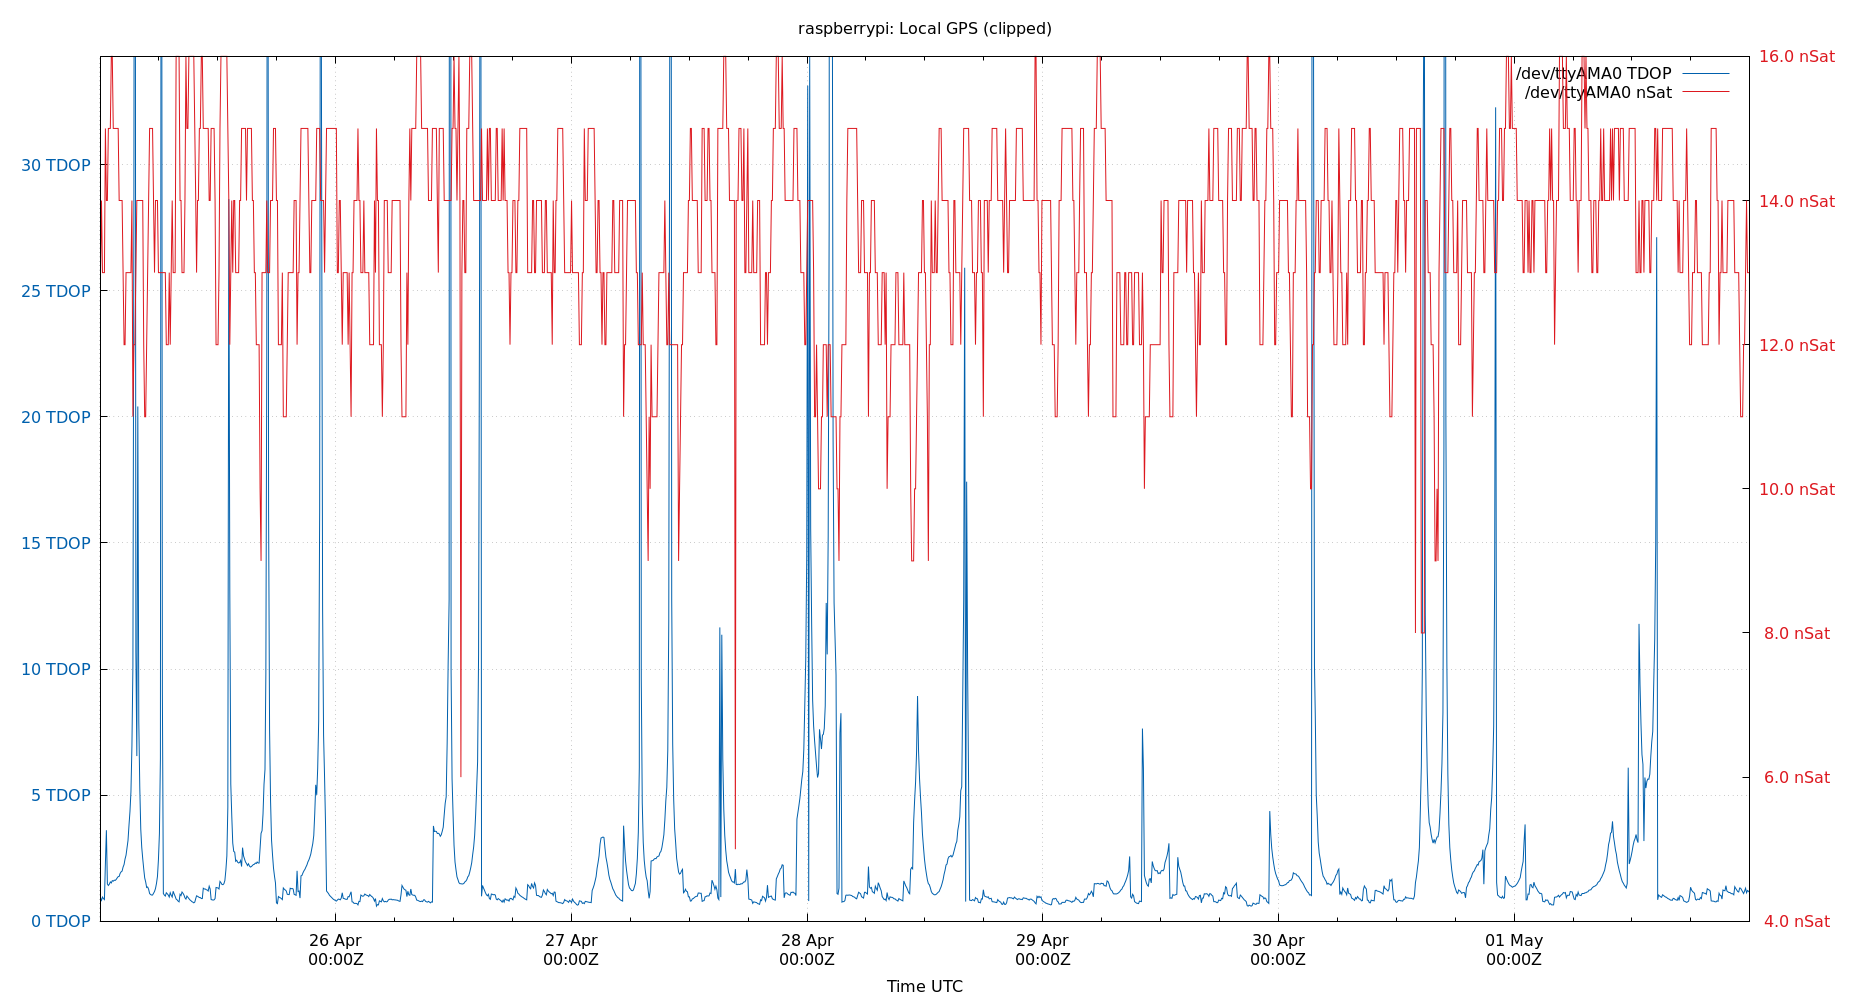 raspberrypi: Local GPS (clipped)
16.0 nSat
/dev/ttyAMA0 TDOP
/dev/ttyAMA0 nSat
30 TDOP
14.0 nSat
25 TDOP
12.0 nSat
20 TDOP
10.0 nSat
15 TDOP
8.0 nSat
10 TDOP
6.0 nSat
5 TDOP
0 TDOP
4.0 nSat
26 Apr 27 Apr 28 Apr 29 Apr 30 Apr 01 May
00:00Z 00:00Z 00:00Z 00:00Z 00:00Z 00:00Z
Time UTC